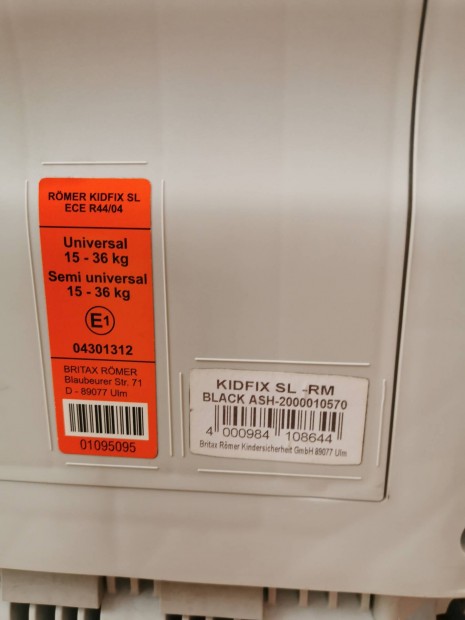 RÖMER KIDFIX SL
ECE R44/04
Universal
15 - 36 kg
Semi universal
15 - 36 kg
E1
04301312
BRITAX RÖMER
Blaubeurer Str. 71
D - 89077 Ulm
01095095
KIDFIX SL -RM
BLACK ASH-2000010570
4 000984 108644
Britax Römer Kindersicherheit GmbH 89077 Ulm